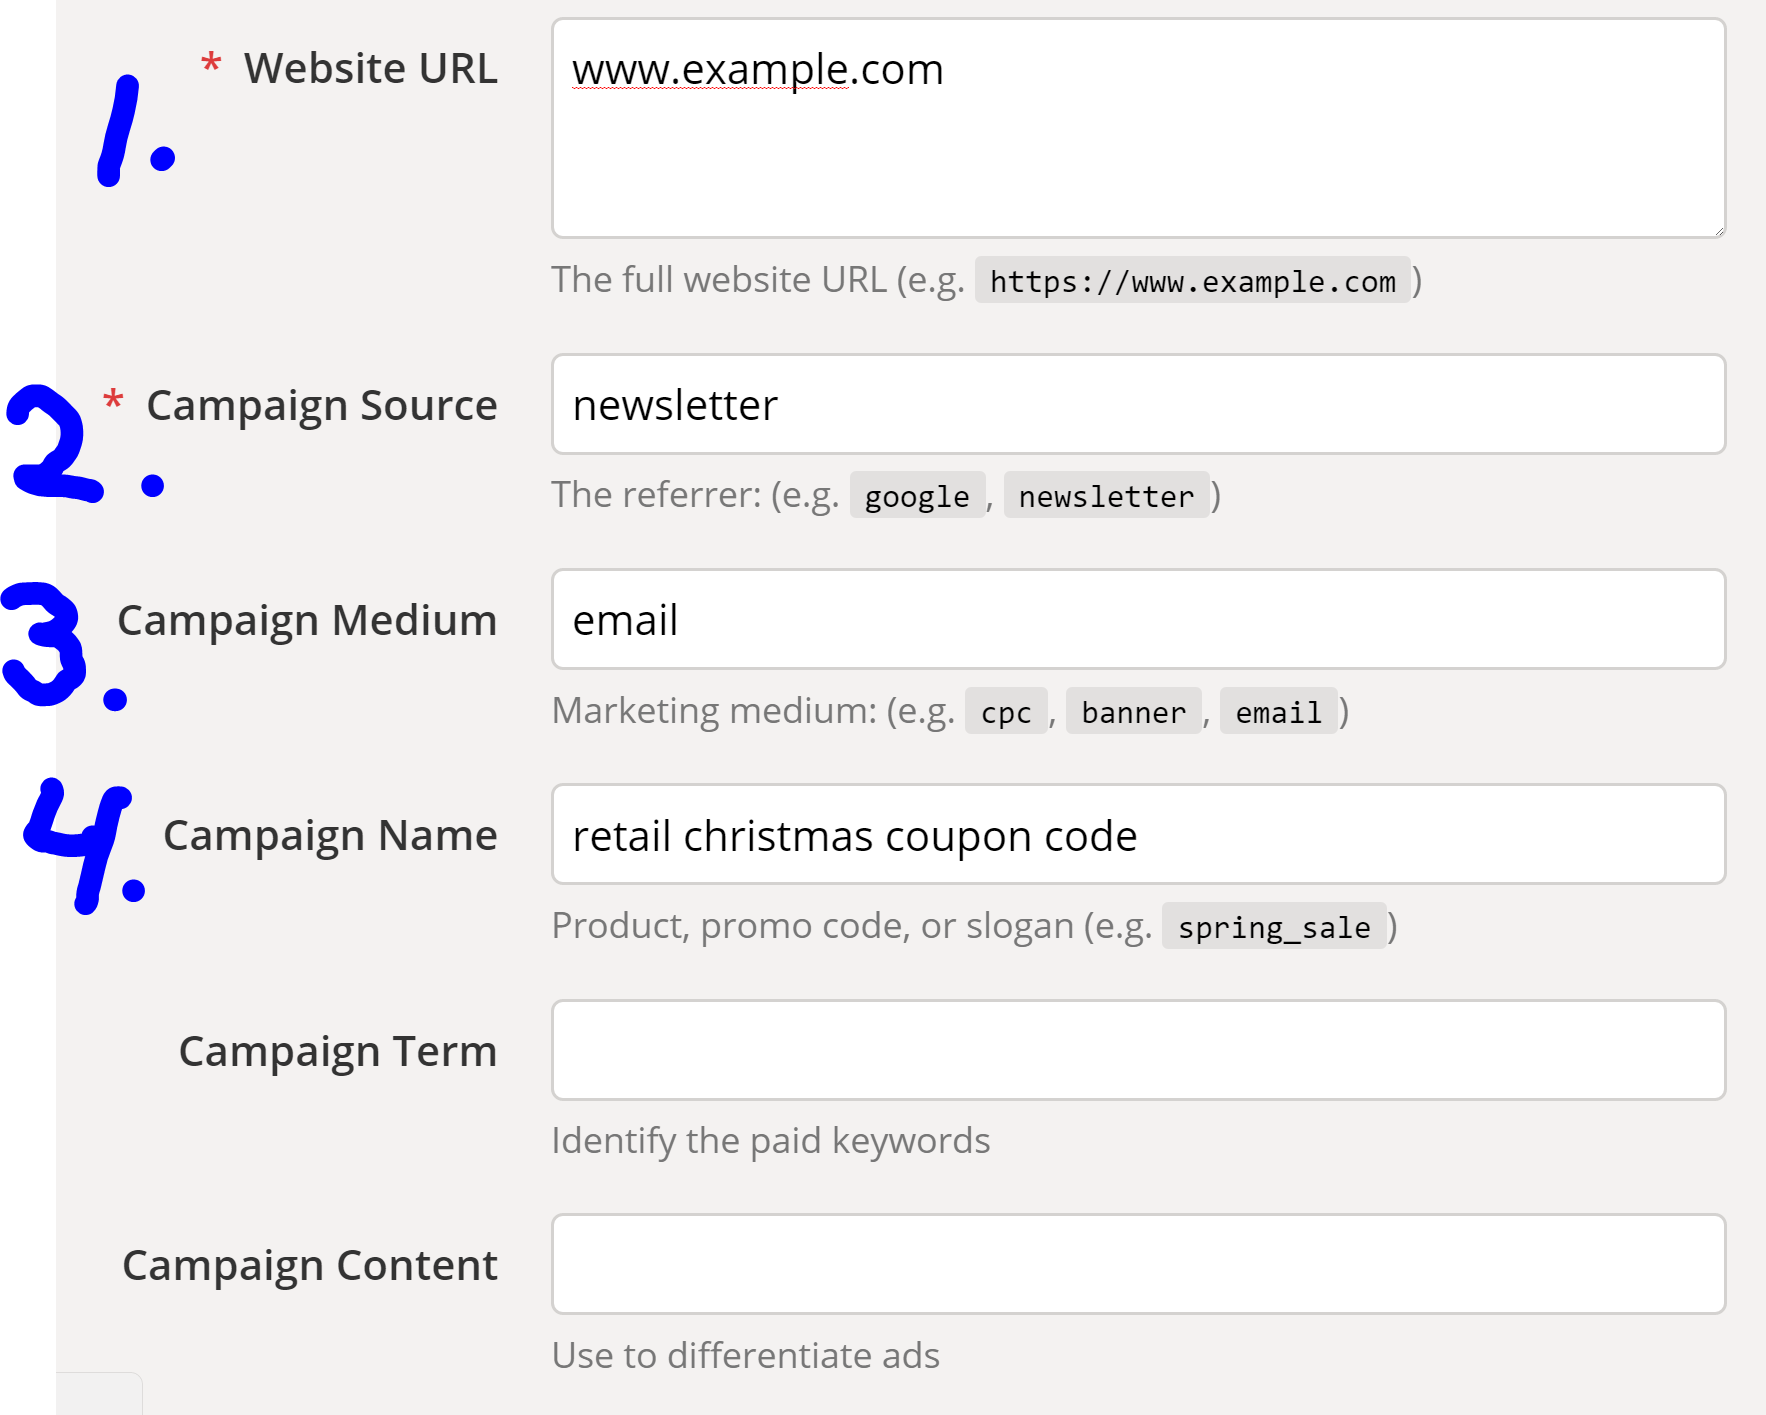 * Website URL www.example.com
1.
The full website URL (e.g. https://www.example.com)
2. * Campaign Source newsletter
The referrer: (e.g. google, newsletter)
3. Campaign Medium email
Marketing medium: (e.g. cpc, banner, email)
4. Campaign Name retail christmas coupon code
Product, promo code, or slogan (e.g. spring_sale)
Campaign Term
Identify the paid keywords
Campaign Content
Use to differentiate ads